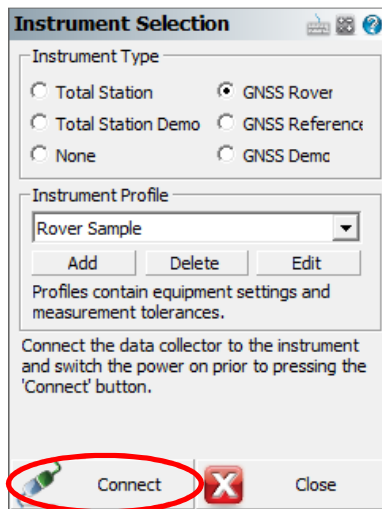 Instrument Selection
Instrument Type
Total Station
GNSS Rover
Total Station Demo
GNSS Reference
None
GNSS Demo
Instrument Profile
Rover Sample
Add
Delete
Edit
Profiles contain equipment settings and
measurement tolerances.
Connect the data collector to the instrument
and switch the power on prior to pressing the
'Connect' button.
Connect
Close